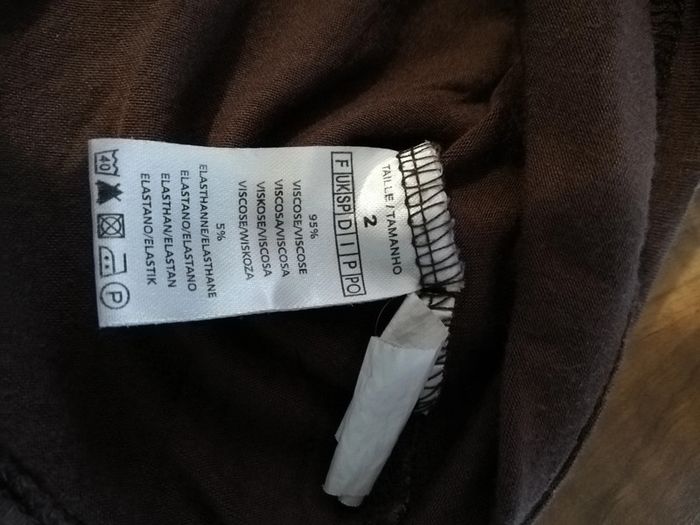 TAILLE / TAMANHO
2
F UK SP D I P PO
95%
VISCOSE/VISCOSE
VISCOSA/VISCOSA
VISKOSE/VISCOSA
VISCOSE/WISKOZA
5%
ELASTHANNE/ELASTHANE
ELASTANO/ELASTANO
ELASTHAN/ELASTAN
ELASTANO/ELASTIK
40
P